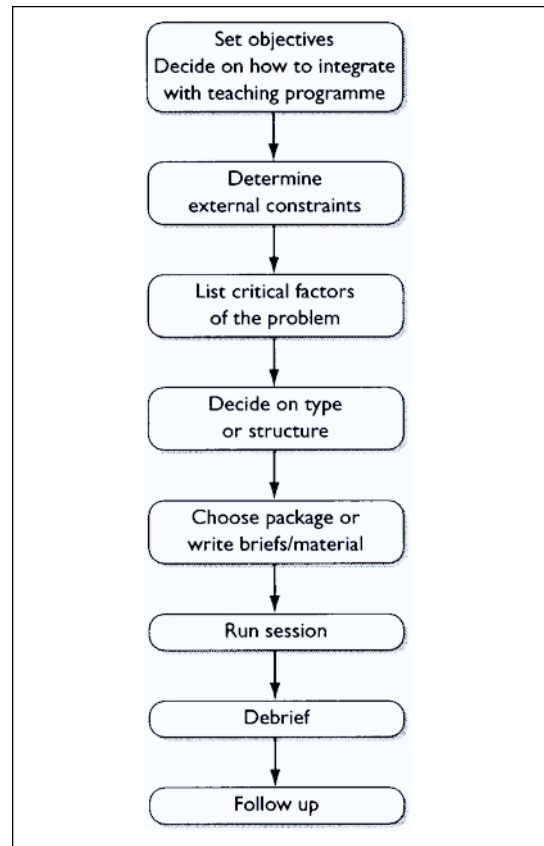 Set objectives
Decide on how to integrate
with teaching programme
Determine
external constraints
List critical factors
of the problem
Decide on type
or structure
Choose package or
write briefs/material
Run session
Debrief
Follow up